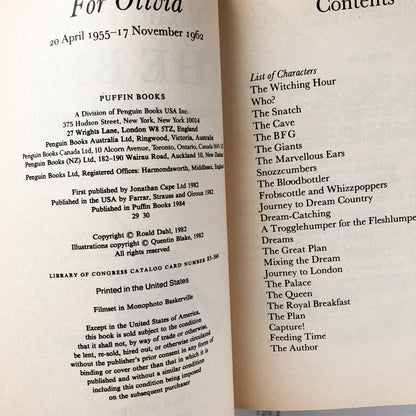 For Olivia
20 April 1955–17 November 1962
PUFFIN BOOKS
A Division of Penguin Books USA Inc.
375 Hudson Street, New York, New York 10014
27 Wrights Lane, London W8 5TZ, England
Penguin Books Australia Ltd, Ringwood, Victoria, Australia
Penguin Books Canada Ltd, 10 Alcorn Avenue, Toronto, Ontario, Canada
Penguin Books (NZ) Ltd, 182–190 Wairau Road, Auckland 10, New Zealand
Penguin Books Ltd, Registered Offices: Harmondsworth, Middlesex,
First published by Jonathan Cape Ltd 1982
Published in the USA by Farrar, Straus and Giroux 1982
Published in Puffin Books 1984
29 30
Copyright © Roald Dahl, 1982
Illustrations copyright © Quentin Blake, 1982
All rights reserved
LIBRARY OF CONGRESS CATALOG CARD NUMBER
Printed in the United States
Filmset in Monophoto Baskerville
Except in the United States of America,
this book is sold subject to the condition
that it shall not, by way of trade or otherwise,
be lent, re-sold, hired out, or otherwise circulated
without the publisher's prior consent in any form of
binding or cover other than that in which it is
published and without a similar condition
including this condition being imposed
on the subsequent purchaser
Contents
List of Characters
The Witching Hour
Who?
The Snatch
The Cave
The BFG
The Giants
The Marvellous Ears
Snozzcumbers
The Bloodbottler
Frobscottle and Whizzpoppers
Journey to Dream Country
Dream-Catching
A Trogglehumper for the Fleshlumpe
Dreams
The Great Plan
Mixing the Dream
Journey to London
The Palace
The Queen
The Royal Breakfast
The Plan
Capture!
Feeding Time
The Author